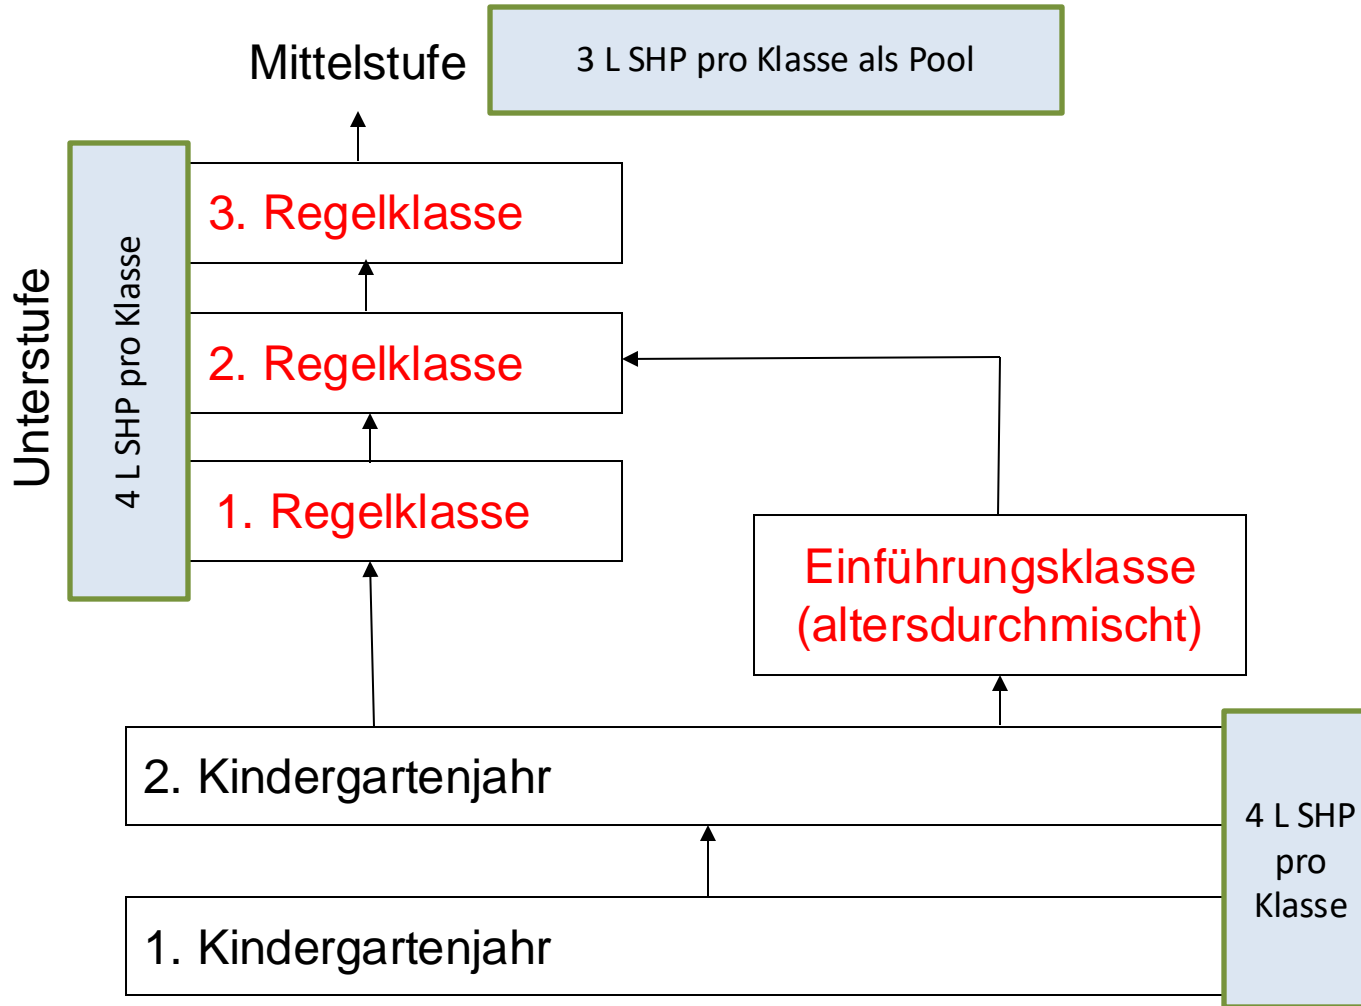 Mittelstufe
3 L SHP pro Klasse als Pool
Unterstufe
4 L SHP pro Klasse
3. Regelklasse
2. Regelklasse
1. Regelklasse
Einführungsklasse
(altersdurchmischt)
2. Kindergartenjahr
1. Kindergartenjahr
4 L SHP
pro
Klasse